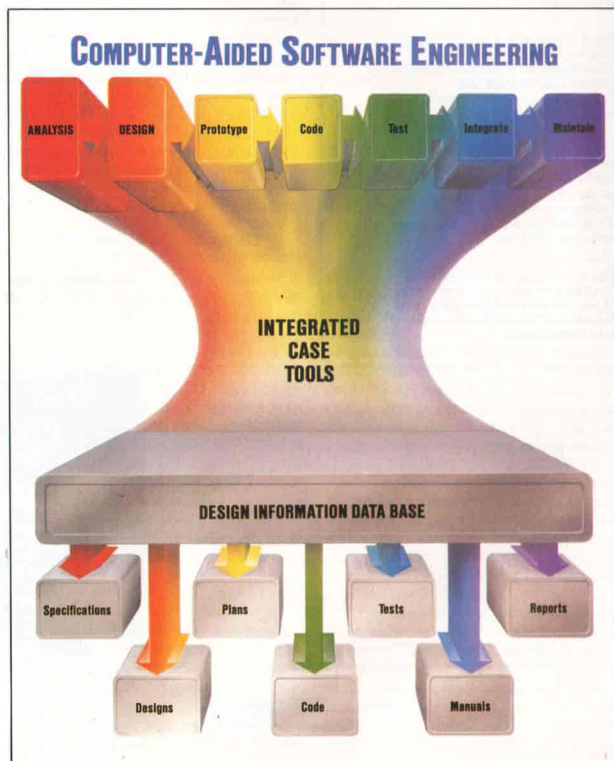 COMPUTER-AIDED SOFTWARE ENGINEERING
ANALYSIS
DESIGN
Prototype
Code
Test
Integrate
Maintain
INTEGRATED
CASE
TOOLS
DESIGN INFORMATION DATA BASE
Specifications
Plans
Tests
Reports
Designs
Code
Manuals